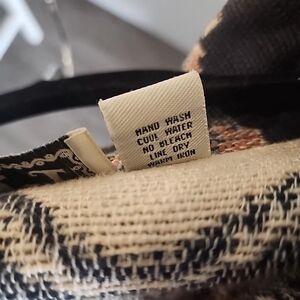 HAND WASH
COOL WATER
NO BLEACH
LINE DRY
WARM IRON